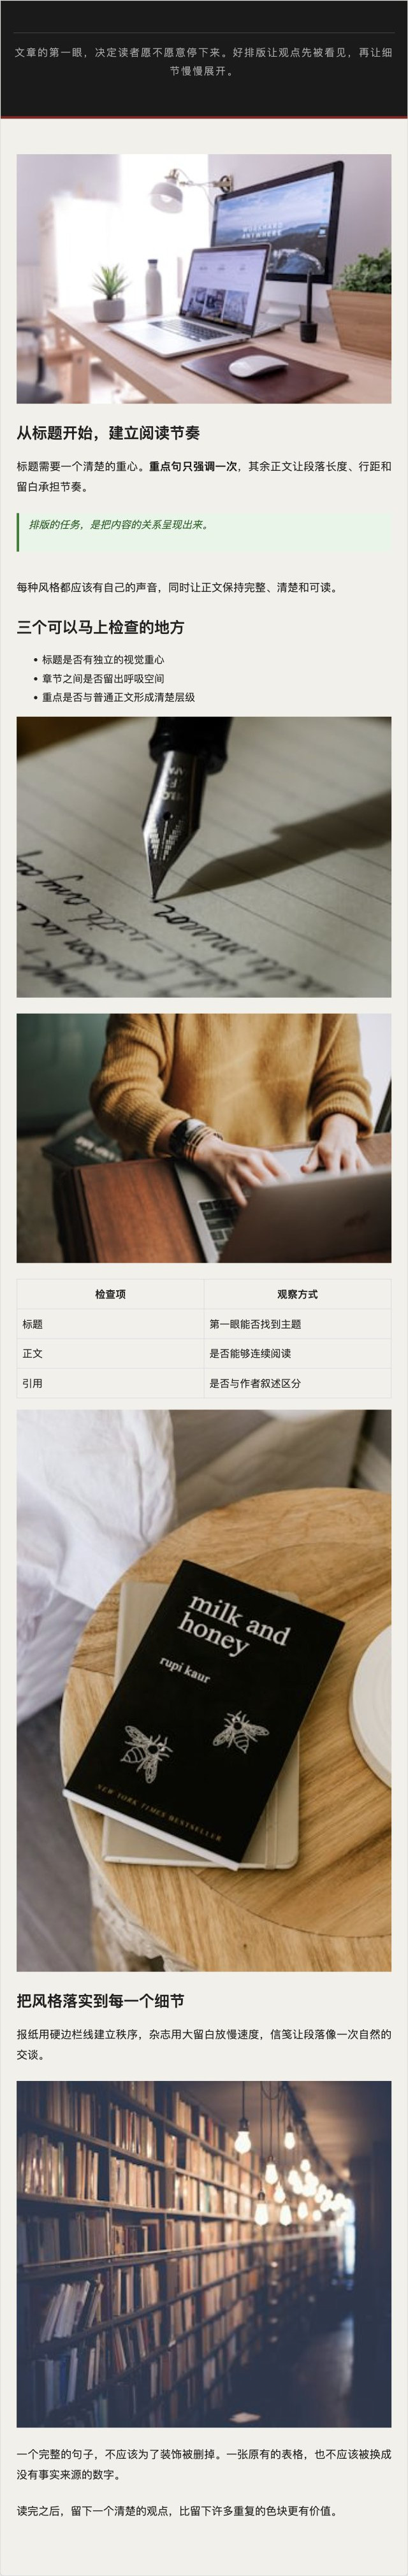 文章的第一眼，决定读者愿不愿意停下来。好排版让观点先被看见，再让细
节慢慢展开。
从标题开始，建立阅读节奏
标题需要一个清楚的重心。重点句只强调一次，其余正文让段落长度、行距和
留白承担节奏。
排版的任务，是把内容的关系呈现出来。
每种风格都应该有自己的声音，同时让正文保持完整、清楚和可读。
三个可以马上检查的地方
• 标题是否有独立的视觉重心
• 章节之间是否留出呼吸空间
• 重点是否与普通正文形成清楚层级
检查项 观察方式
标题 第一眼能否找到主题
正文 是否能够连续阅读
引用 是否与作者叙述区分
milk and
honey
rupi kaur
NEW YORK TIMES BESTSELLER
把风格落实到每一个细节
报纸用硬边栏线建立秩序，杂志用大留白放慢速度，信笺让段落像一次自然的
交谈。
一个完整的句子，不应该为了装饰被删掉。一张原有的表格，也不应该被换成
没有事实来源的数字。
读完之后，留下一个清楚的观点，比留下许多重复的色块更有价值。